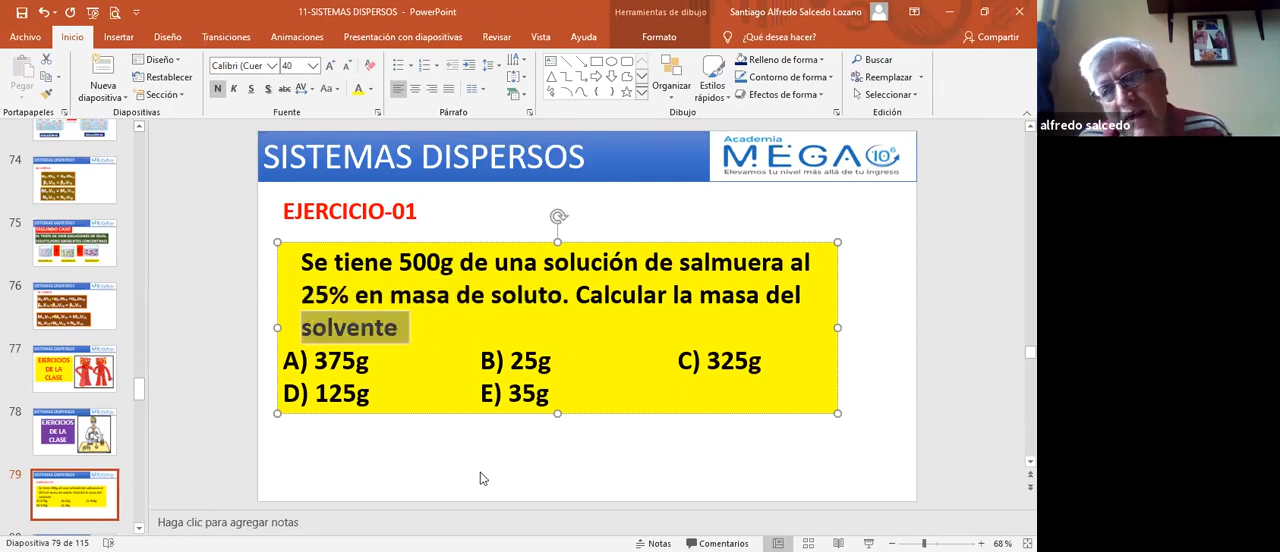 11-SISTEMAS DISPERSOS - PowerPoint
Herramientas de dibujo
Santiago Alfredo Salcedo Lozano
Archivo Inicio Insertar Diseño Transiciones Animaciones Presentación con diapositivas Revisar Vista Ayuda Formato ¿Qué desea hacer? Compartir
Pegar
Nueva diapositiva
Diseño
Restablecer
Sección
Calibri (Cuer 40
N K S
Organizar
Estilos rápidos
Relleno de forma
Contorno de forma
Efectos de forma
Buscar
Reemplazar
Seleccionar
Portapapeles Diapositivas Fuente Párrafo Dibujo Edición
alfredo salcedo
74
75
76
77
EJERCICIOS
DE LA
CLASE
78
EJERCICIOS
DE LA
CLASE
79
SISTEMAS DISPERSOS
Academia
MEGA 10⁶
Elevamos tu nivel más allá de tu ingreso
EJERCICIO-01
Se tiene 500g de una solución de salmuera al
25% en masa de soluto. Calcular la masa del
solvente
A) 375g B) 25g C) 325g
D) 125g E) 35g
Haga clic para agregar notas
Diapositiva 79 de 115
Notas Comentarios 68 %